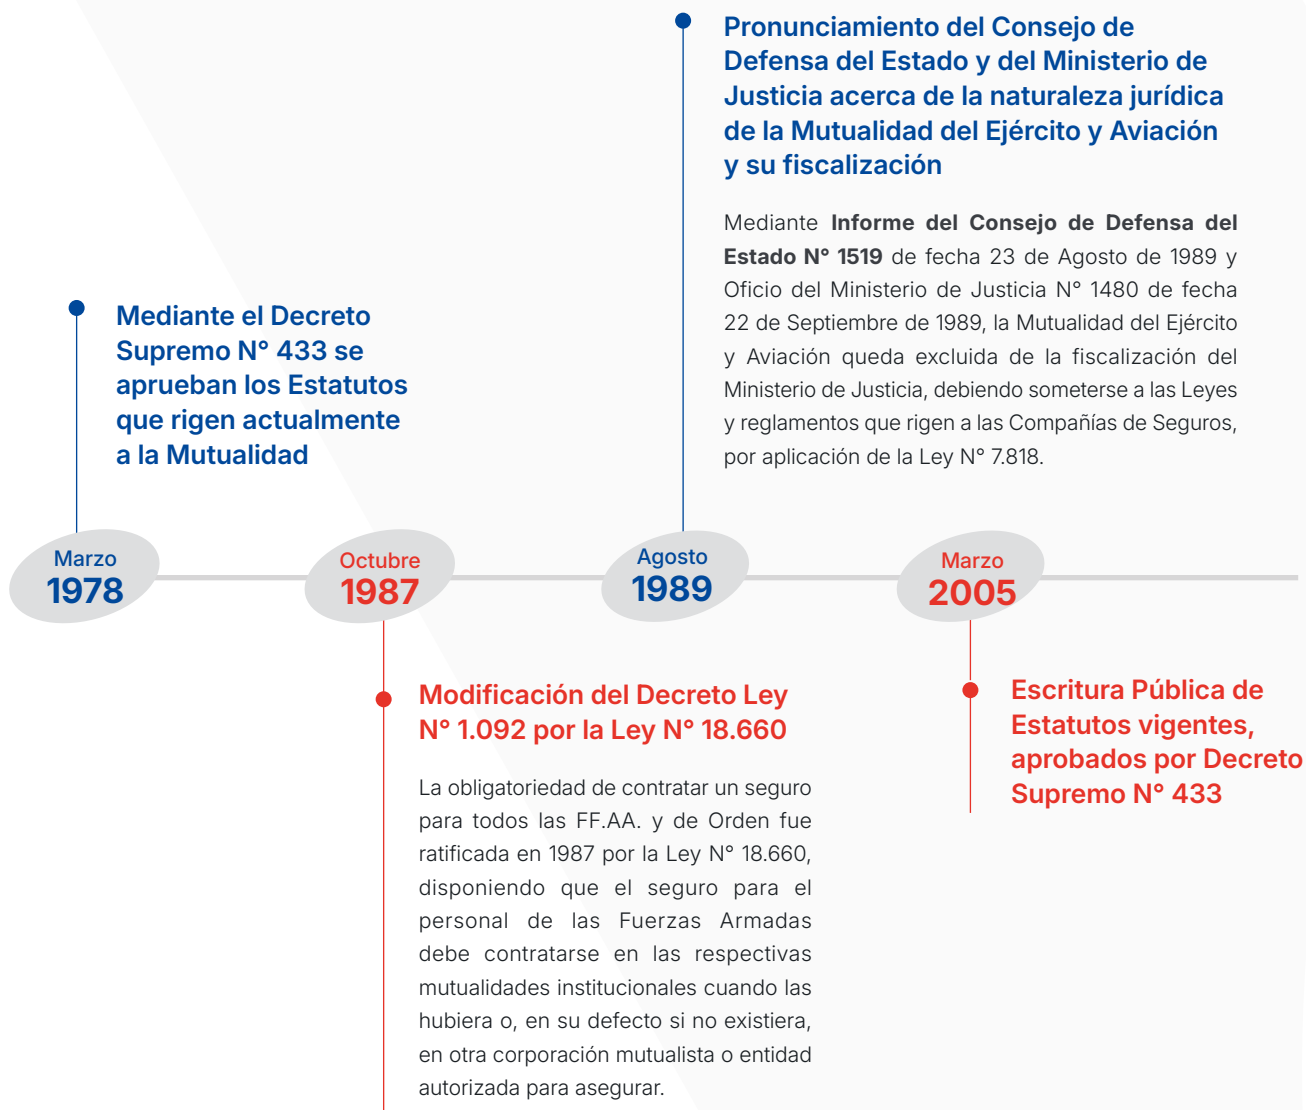 Pronunciamiento del Consejo de
Defensa del Estado y del Ministerio de
Justicia acerca de la naturaleza jurídica
de la Mutualidad del Ejército y Aviación
y su fiscalización
Mediante Informe del Consejo de Defensa del
Estado N° 1519 de fecha 23 de Agosto de 1989 y
Oficio del Ministerio de Justicia N° 1480 de fecha
22 de Septiembre de 1989, la Mutualidad del Ejército
y Aviación queda excluida de la fiscalización del
Ministerio de Justicia, debiendo someterse a las Leyes
y reglamentos que rigen a las Compañías de Seguros,
por aplicación de la Ley N° 7.818.
Mediante el Decreto
Supremo N° 433 se
aprueban los Estatutos
que rigen actualmente
a la Mutualidad
Marzo
1978
Octubre
1987
Agosto
1989
Marzo
2005
Modificación del Decreto Ley
N° 1.092 por la Ley N° 18.660
La obligatoriedad de contratar un seguro
para todos las FF.AA. y de Orden fue
ratificada en 1987 por la Ley N° 18.660,
disponiendo que el seguro para el
personal de las Fuerzas Armadas
debe contratarse en las respectivas
mutualidades institucionales cuando las
hubiera o, en su defecto si no existiera,
en otra corporación mutualista o entidad
autorizada para asegurar.
Escritura Pública de
Estatutos vigentes,
aprobados por Decreto
Supremo N° 433